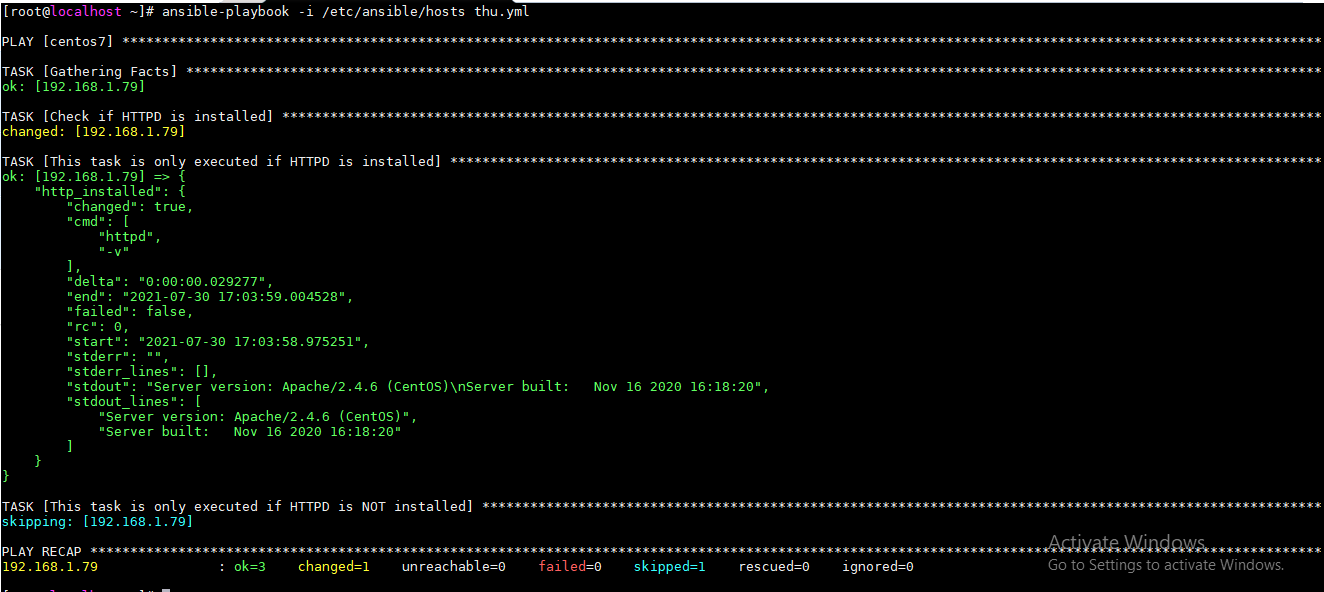 [root@localhost ~]# ansible-playbook -i /etc/ansible/hosts thu.yml
PLAY [centos7] ******************************************************************************************************************************************************
TASK [Gathering Facts] **********************************************************************************************************************************************
ok: [192.168.1.79]
TASK [Check if HTTPD is installed] **********************************************************************************************************************************
changed: [192.168.1.79]
TASK [This task is only executed if HTTPD is installed] *************************************************************************************************************
ok: [192.168.1.79] => {
    "http_installed": {
        "changed": true,
        "cmd": [
            "httpd",
            "-v"
        ],
        "delta": "0:00:00.029277",
        "end": "2021-07-30 17:03:59.004528",
        "failed": false,
        "rc": 0,
        "start": "2021-07-30 17:03:58.975251",
        "stderr": "",
        "stderr_lines": [],
        "stdout": "Server version: Apache/2.4.6 (CentOS)\nServer built:   Nov 16 2020 16:18:20",
        "stdout_lines": [
            "Server version: Apache/2.4.6 (CentOS)",
            "Server built:   Nov 16 2020 16:18:20"
        ]
    }
}
TASK [This task is only executed if HTTPD is NOT installed] *********************************************************************************************************
skipping: [192.168.1.79]
PLAY RECAP **********************************************************************************************************************************************************
192.168.1.79               : ok=3    changed=1    unreachable=0    failed=0    skipped=1    rescued=0    ignored=0
Activate Windows
Go to Settings to activate Windows.